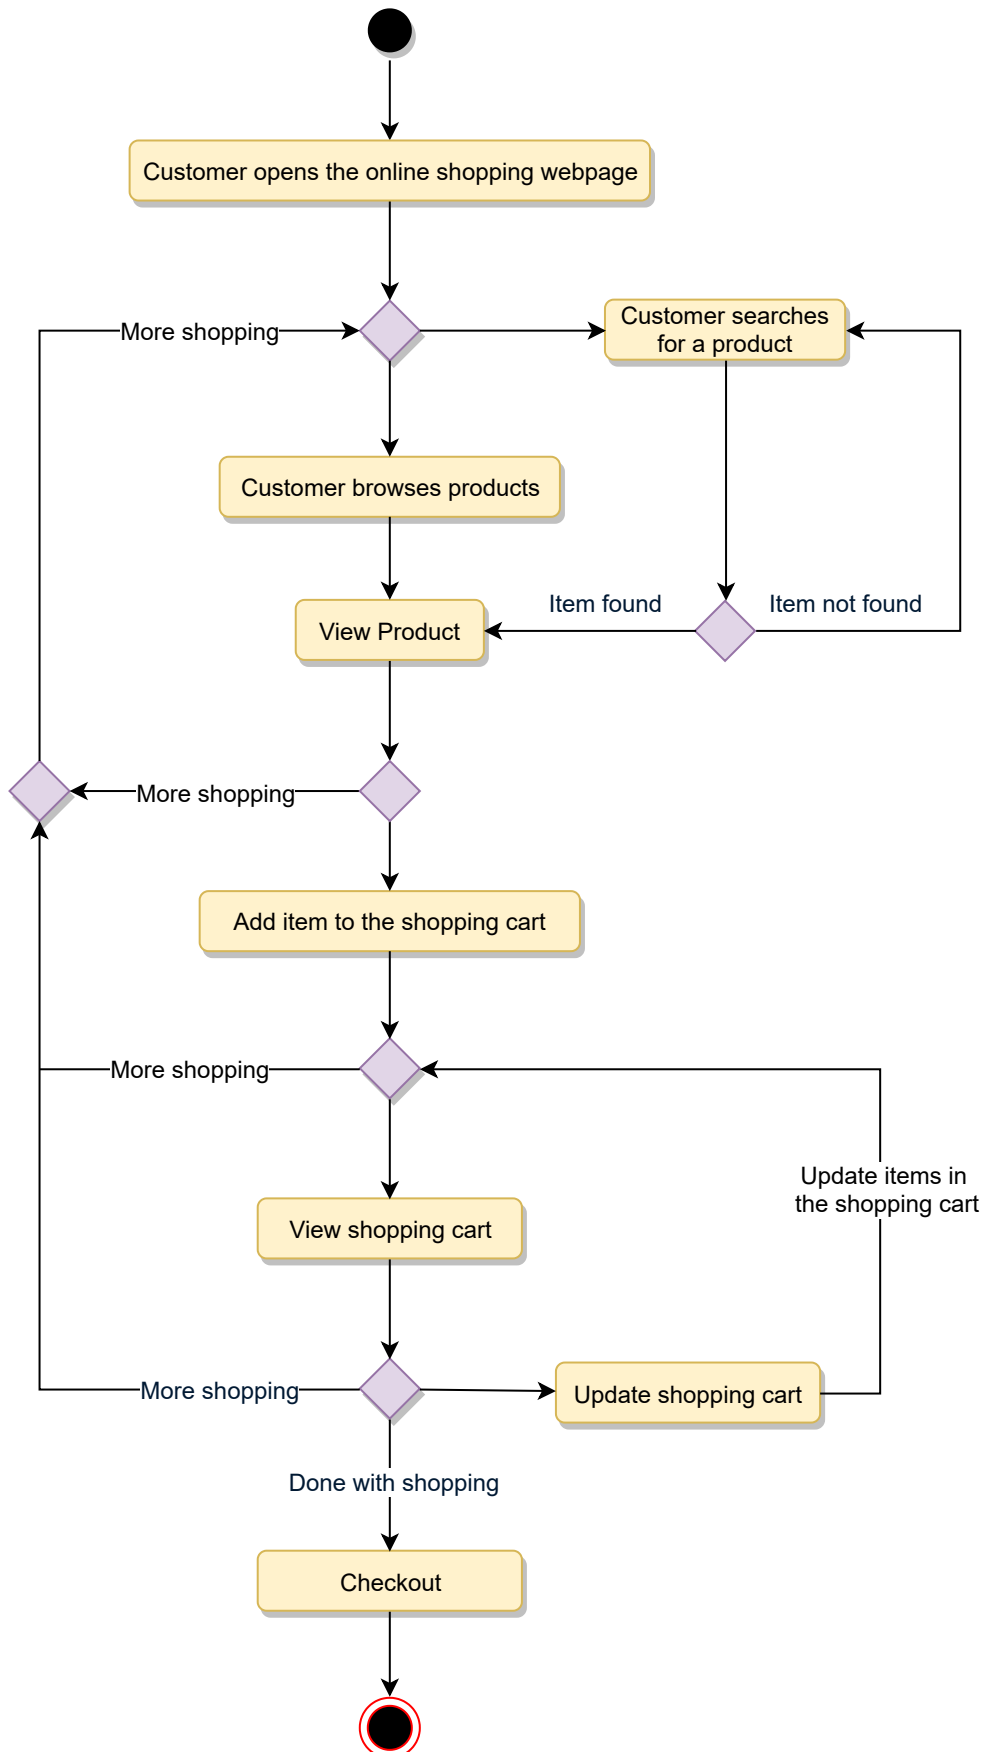 Customer opens the online shopping webpage
More shopping
Customer searches
for a product
Customer browses products
Item found
Item not found
View Product
More shopping
Add item to the shopping cart
More shopping
Update items in
the shopping cart
View shopping cart
More shopping
Update shopping cart
Done with shopping
Checkout